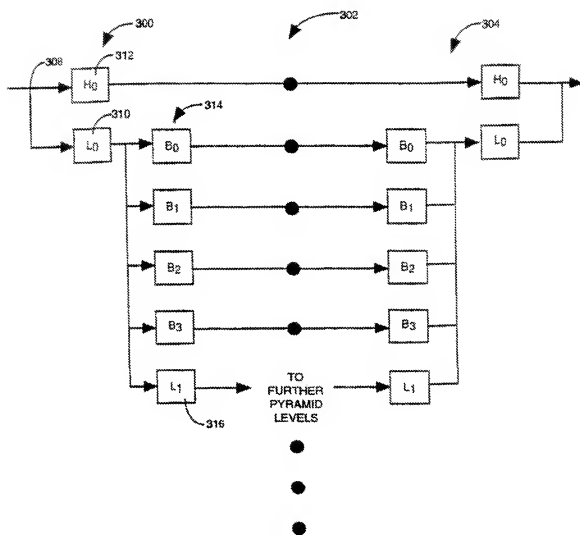 300
302
304
308
312
H0
H0
310
314
L0
B0
B0
L0
B1
B1
B2
B2
B3
B3
L1
TO
FURTHER
PYRAMID
LEVELS
L1
316